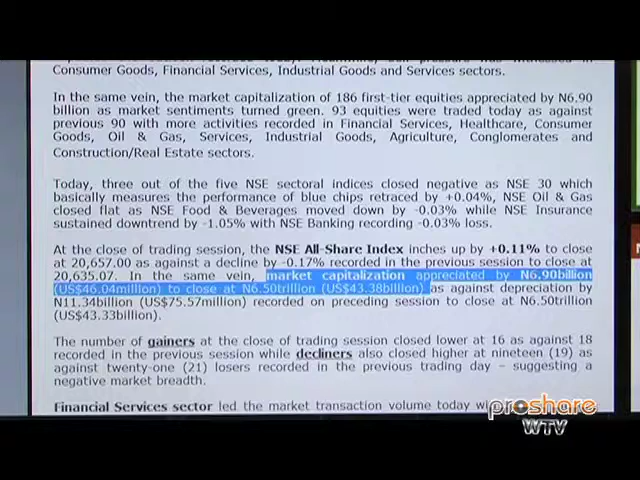 Consumer Goods, Financial Services, Industrial Goods and Services sectors.
In the same vein, the market capitalization of 186 first-tier equities appreciated by N6.90
billion as market sentiments turned green. 93 equities were traded today as against
previous 90 with more activities recorded in Financial Services, Healthcare, Consumer
Goods, Oil & Gas, Services, Industrial Goods, Agriculture, Conglomerates and
Construction/Real Estate sectors.
Today, three out of the five NSE sectoral indices closed negative as NSE 30 which
basically measures the performance of blue chips retraced by +0.04%, NSE Oil & Gas
closed flat as NSE Food & Beverages moved down by -0.03% while NSE Insurance
sustained downtrend by -1.05% with NSE Banking recording -0.03% loss.
At the close of trading session, the NSE All-Share Index inches up by +0.11% to close
at 20,657.00 as against a decline by -0.17% recorded in the previous session to close at
20,635.07. In the same vein, market capitalization appreciated by N6.90billion
(US$46.04million) to close at N6.50trillion (US$43.38billion) as against depreciation by
N11.34billion (US$75.57million) recorded on preceding session to close at N6.50trillion
(US$43.33billion).
The number of gainers at the close of trading session closed lower at 16 as against 18
recorded in the previous session while decliners also closed higher at nineteen (19) as
against twenty-one (21) losers recorded in the previous trading day – suggesting a
negative market breadth.
Financial Services sector led the market transaction volume today
proshare
WTV